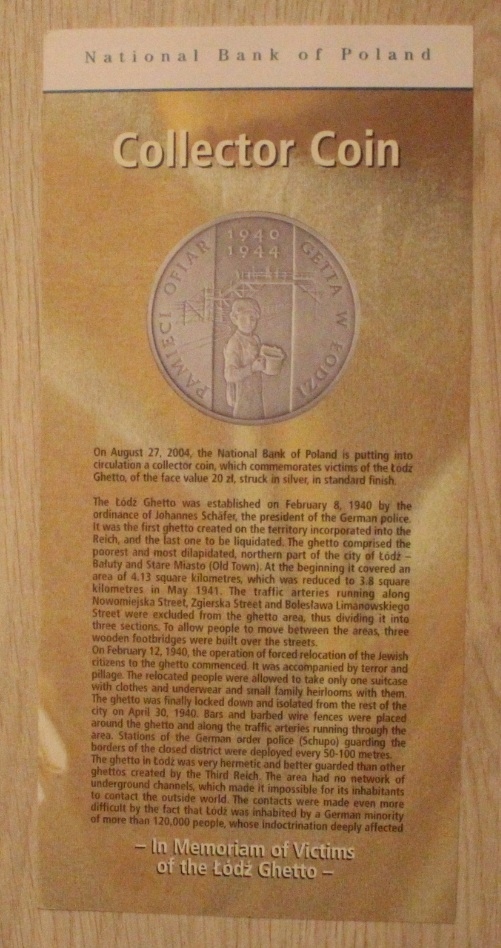 National Bank of Poland
Collector Coin
PAMIĘCI OFIAR
1940
1944
GETTA W ŁODZI
On August 27, 2004, the National Bank of Poland is putting into
circulation a collector coin, which commemorates victims of the Łódź
Ghetto, of the face value 20 zł, struck in silver, in standard finish.
The Łódź Ghetto was established on February 8, 1940 by the
ordinance of Johannes Schäfer, the president of the German police.
It was the first ghetto created on the territory incorporated into the
Reich, and the last one to be liquidated. The ghetto comprised the
poorest and most dilapidated, northern part of the city of Łódź –
Bałuty and Stare Miasto (Old Town). At the beginning it covered an
area of 4.13 square kilometres, which was reduced to 3.8 square
kilometres in May 1941. The traffic arteries running along
Nowomiejska Street, Zgierska Street and Bolesława Limanowskiego
Street were excluded from the ghetto area, thus dividing it into
three sections. To allow people to move between the areas, three
wooden footbridges were built over the streets.
On February 12, 1940, the operation of forced relocation of the Jewish
citizens to the ghetto commenced. It was accompanied by terror and
pillage. The relocated people were allowed to take only one suitcase
with clothes and underwear and small family heirlooms with them.
The ghetto was finally locked down and isolated from the rest of the
city on April 30, 1940. Bars and barbed wire fences were placed
around the ghetto and along the traffic arteries running through the
area. Stations of the German order police (Schupo) guarding the
borders of the closed district were deployed every 50-100 metres.
The ghetto in Łódź was very hermetic and better guarded than other
ghettos created by the Third Reich. The area had no network of
underground channels, which made it impossible for its inhabitants
to contact the outside world. The contacts were made even more
difficult by the fact that Łódź was inhabited by a German minority
of more than 120,000 people, whose indoctrination deeply affected
– In Memoriam of Victims
of the Łódź Ghetto –